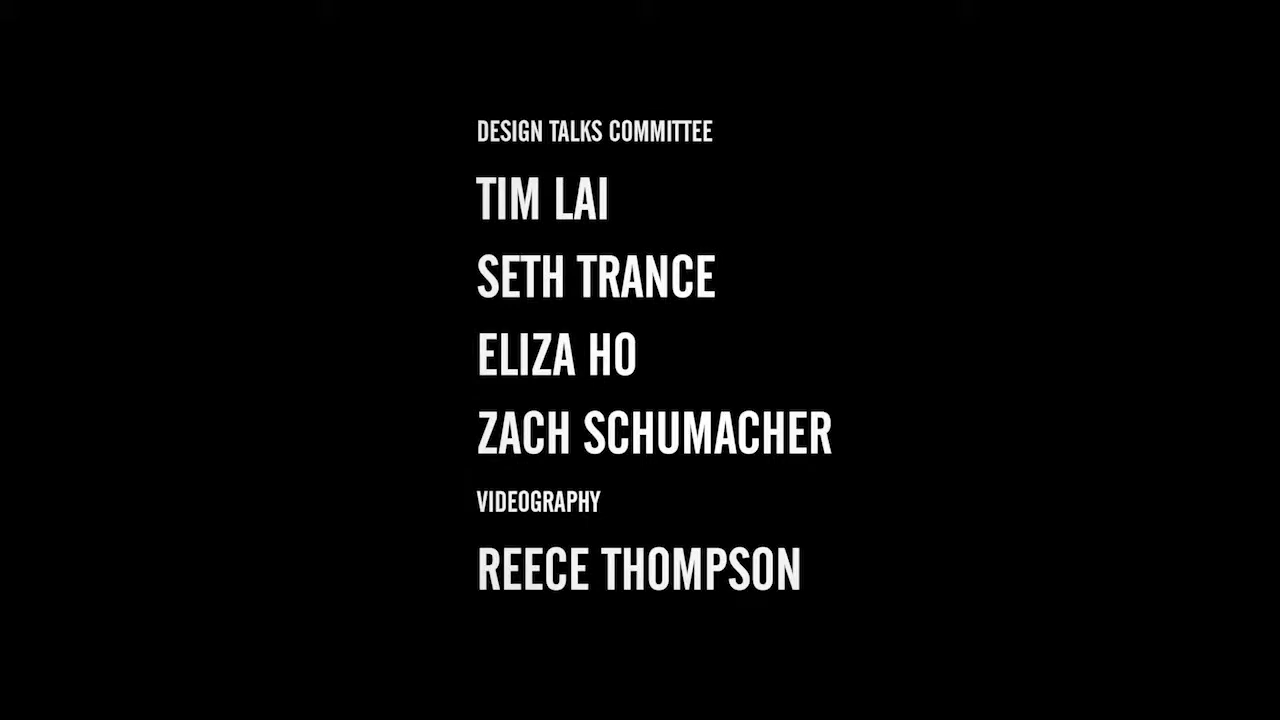 DESIGN TALKS COMMITTEE
TIM LAI
SETH TRANCE
ELIZA HO
ZACH SCHUMACHER
VIDEOGRAPHY
REECE THOMPSON